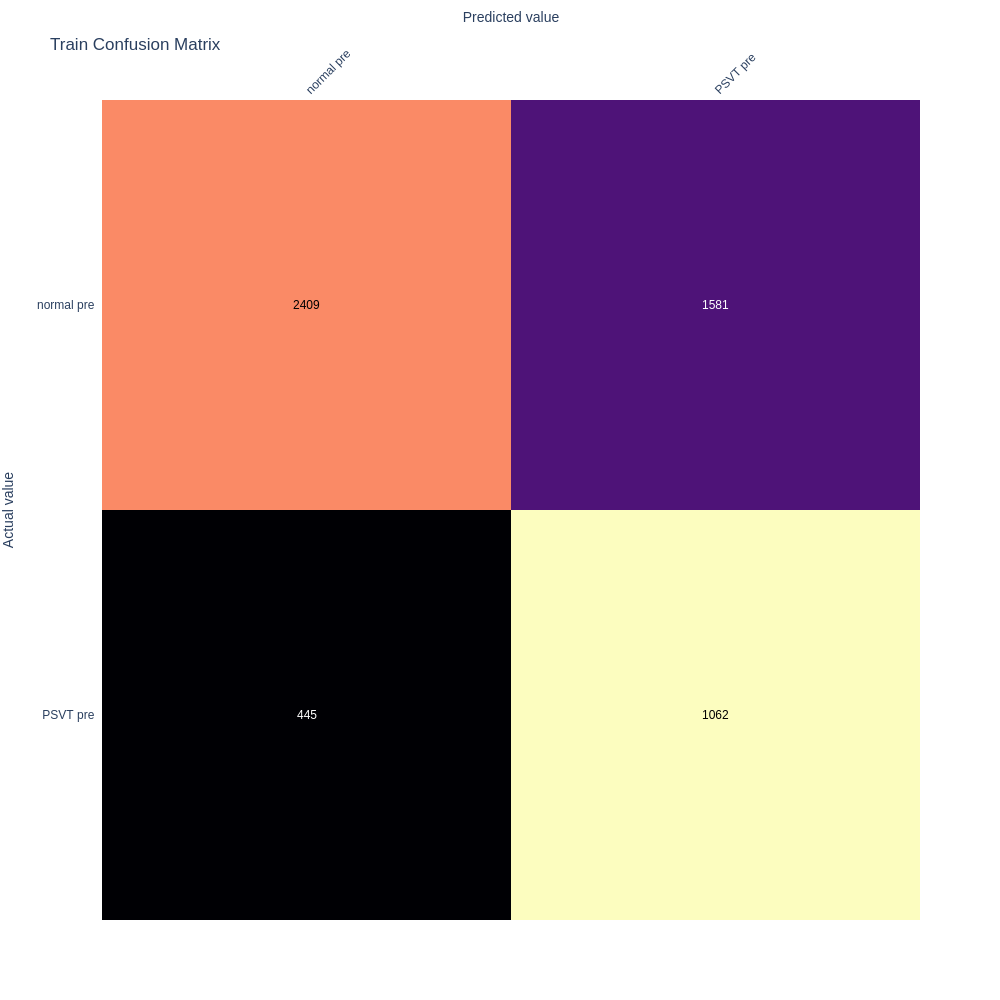 Predicted value
Train Confusion Matrix
normal pre
PSVT pre
normal pre
2409
1581
Actual value
PSVT pre
445
1062